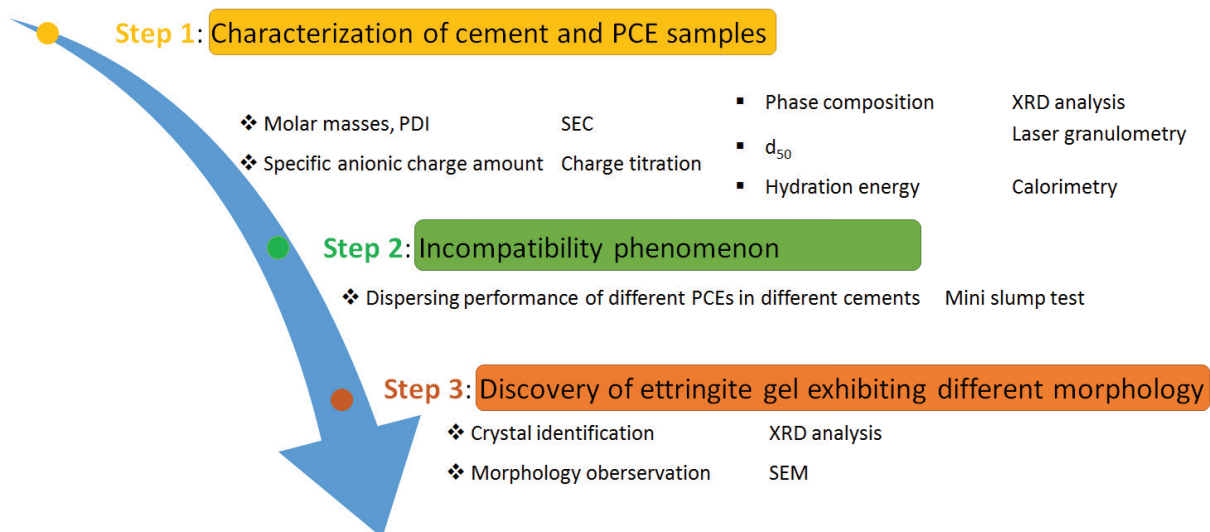 Step 1: Characterization of cement and PCE samples
❖ Molar masses, PDI SEC
❖ Specific anionic charge amount Charge titration
▪ Phase composition XRD analysis
▪ d50 Laser granulometry
▪ Hydration energy Calorimetry
Step 2: Incompatibility phenomenon
❖ Dispersing performance of different PCEs in different cements Mini slump test
Step 3: Discovery of ettringite gel exhibiting different morphology
❖ Crystal identification XRD analysis
❖ Morphology oberservation SEM